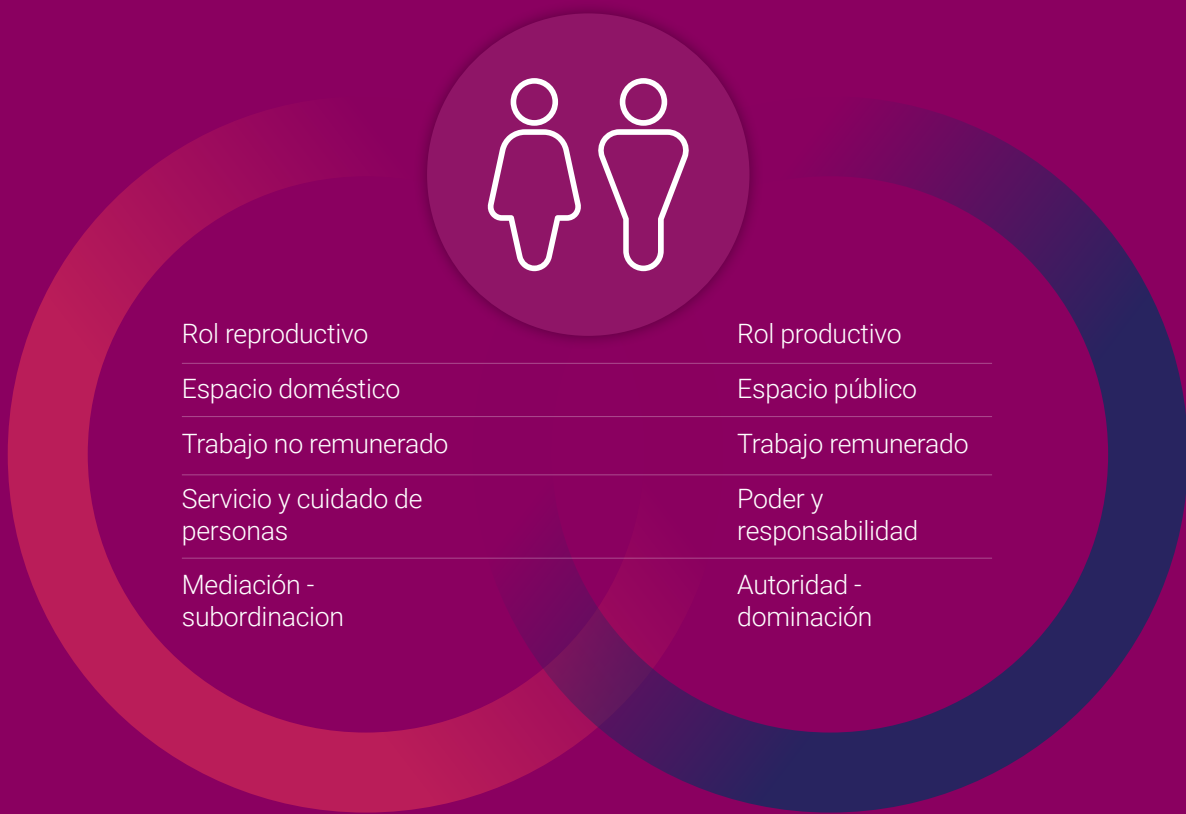 Rol reproductivo
Rol productivo
Espacio doméstico
Espacio público
Trabajo no remunerado
Trabajo remunerado
Servicio y cuidado de
personas
Poder y
responsabilidad
Mediación -
subordinacion
Autoridad -
dominación